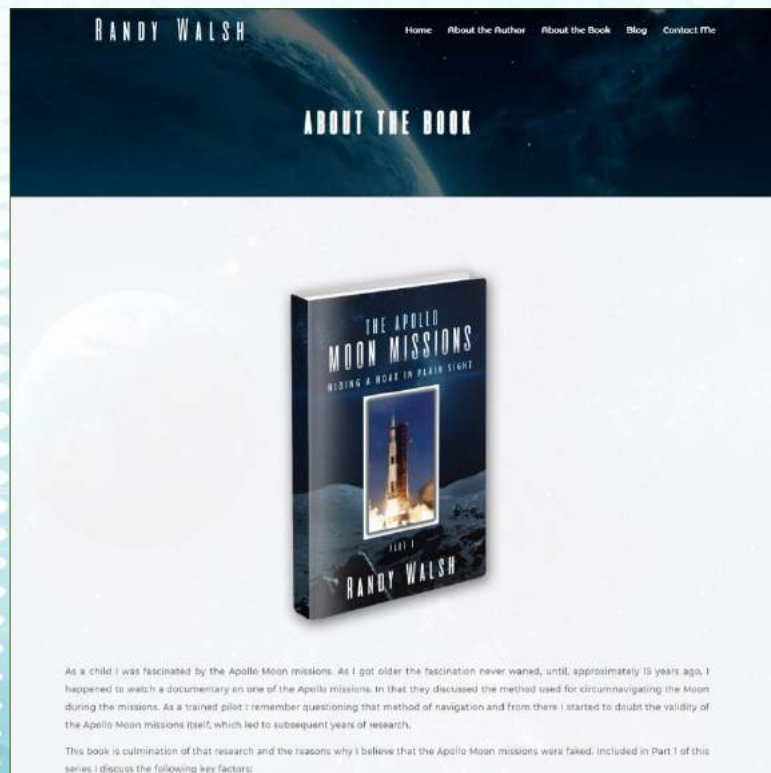 RANDY WALSH
Home About the Author About the Book Blog Contact Me
ABOUT THE BOOK
THE APOLLO
MOON MISSIONS
HIDING A HOAX IN PLAIN SIGHT
PART 1
RANDY WALSH
As a child I was fascinated by the Apollo Moon missions. As I got older the fascination never waned, until, approximately 15 years ago, I
happened to watch a documentary on one of the Apollo missions. In that they discussed the method used for circumnavigating the Moon
during the missions. As a trained pilot I remember questioning that method of navigation and from there I started to doubt the validity of
the Apollo Moon missions itself, which led to subsequent years of research.
This book is culmination of that research and the reasons why I believe that the Apollo Moon missions were faked. Included in Part 1 of this
series I discuss the following key factors: